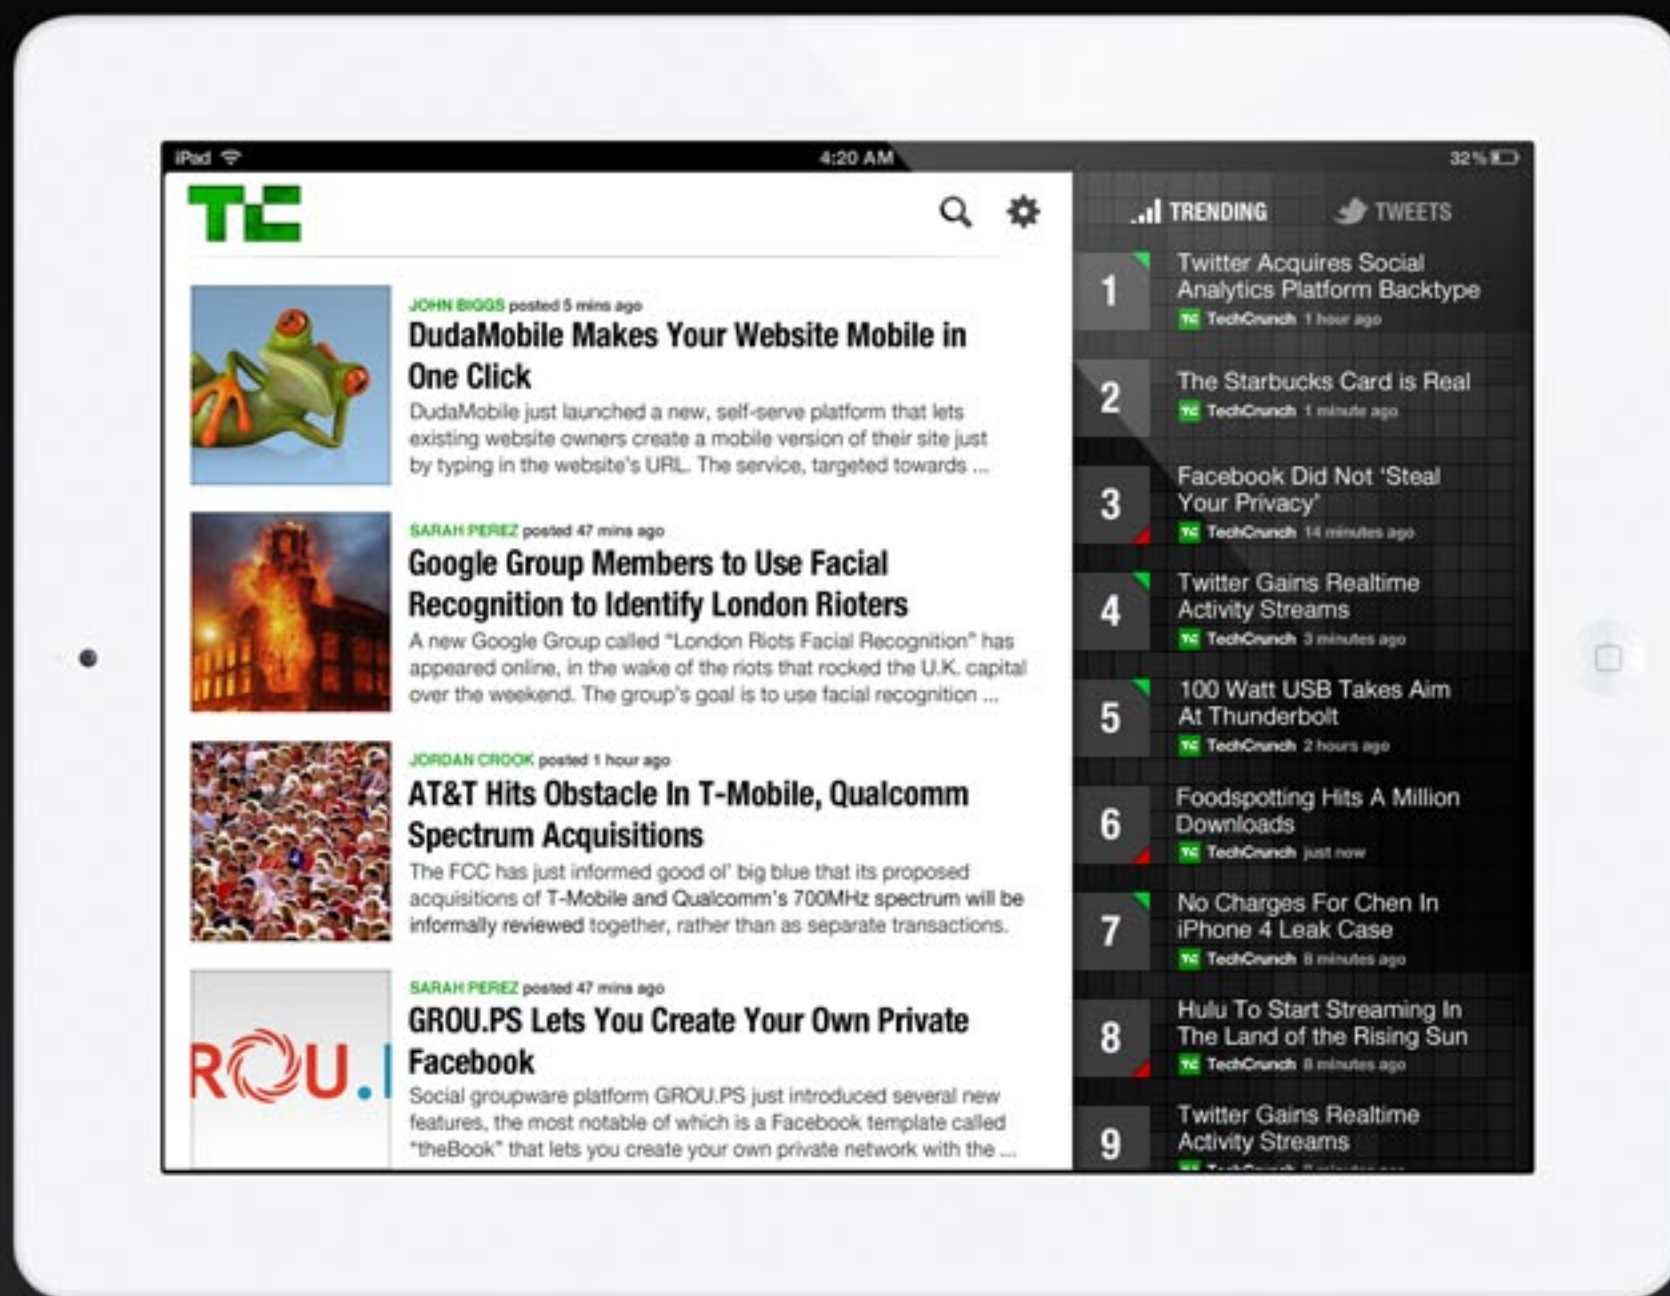 iPad
4:20 AM
32%
TC
JOHN BIGGS posted 5 mins ago
DudaMobile Makes Your Website Mobile in
One Click
DudaMobile just launched a new, self-serve platform that lets
existing website owners create a mobile version of their site just
by typing in the website's URL. The service, targeted towards ...
SARAH PEREZ posted 47 mins ago
Google Group Members to Use Facial
Recognition to Identify London Rioters
A new Google Group called “London Riots Facial Recognition” has
appeared online, in the wake of the riots that rocked the U.K. capital
over the weekend. The group's goal is to use facial recognition ...
JORDAN CROOK posted 1 hour ago
AT&T Hits Obstacle In T-Mobile, Qualcomm
Spectrum Acquisitions
The FCC has just informed good ol' big blue that its proposed
acquisitions of T-Mobile and Qualcomm's 700MHz spectrum will be
informally reviewed together, rather than as separate transactions.
ROU.
SARAH PEREZ posted 47 mins ago
GROU.PS Lets You Create Your Own Private
Facebook
Social groupware platform GROU.PS just introduced several new
features, the most notable of which is a Facebook template called
“theBook” that lets you create your own private network with the ...
TRENDING
TWEETS
1
Twitter Acquires Social
Analytics Platform Backtype
TC TechCrunch 1 hour ago
2
The Starbucks Card is Real
TC TechCrunch 1 minute ago
3
Facebook Did Not ‘Steal
Your Privacy’
TC TechCrunch 14 minutes ago
4
Twitter Gains Realtime
Activity Streams
TC TechCrunch 3 minutes ago
5
100 Watt USB Takes Aim
At Thunderbolt
TC TechCrunch 2 hours ago
6
Foodspotting Hits A Million
Downloads
TC TechCrunch just now
7
No Charges For Chen In
iPhone 4 Leak Case
TC TechCrunch 8 minutes ago
8
Hulu To Start Streaming In
The Land of the Rising Sun
TC TechCrunch 8 minutes ago
9
Twitter Gains Realtime
Activity Streams